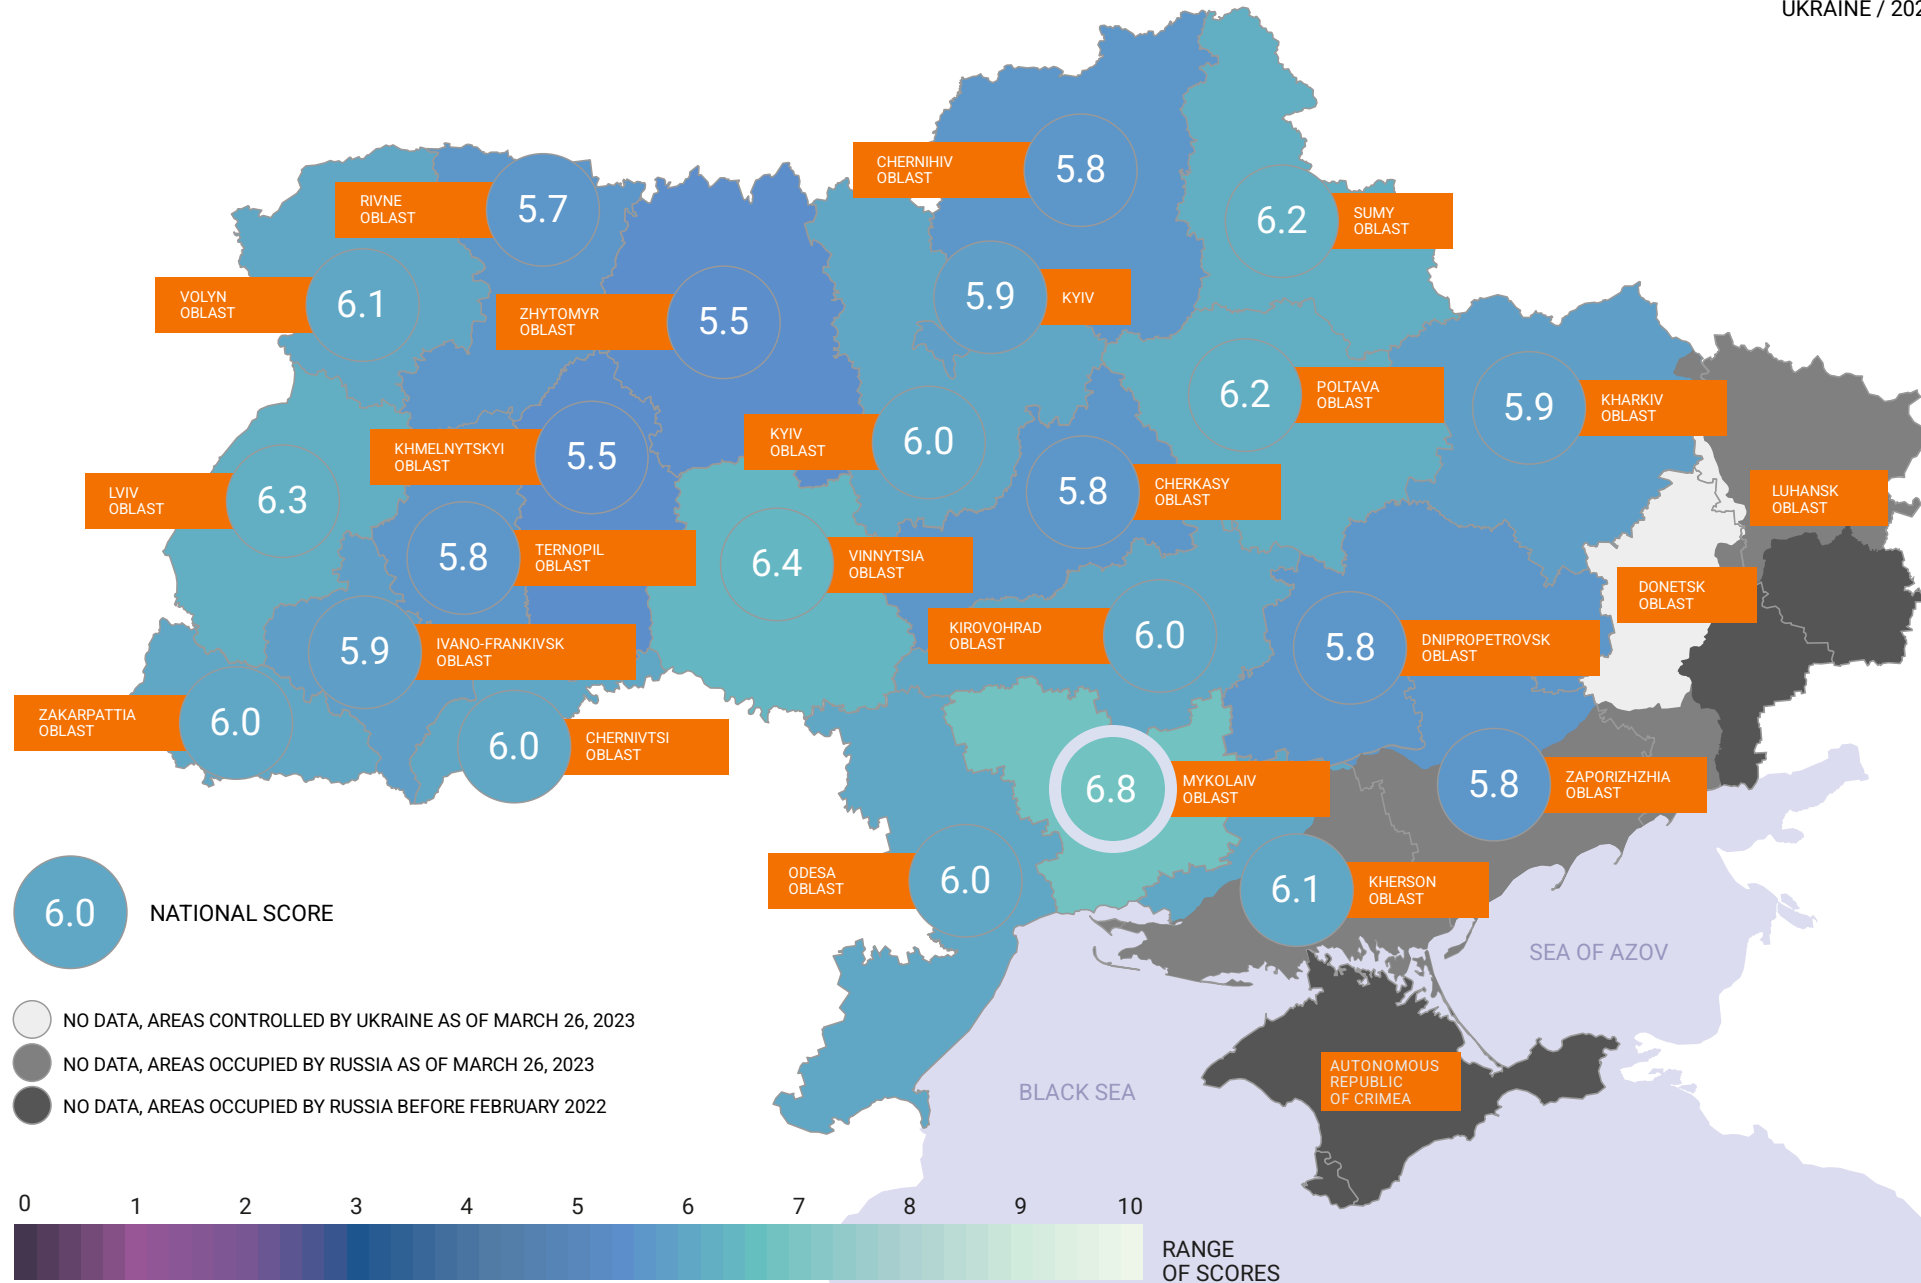 UKRAINE / 202
CHERNIHIV
OBLAST
5.8
RIVNE
OBLAST
5.7
SUMY
OBLAST
6.2
VOLYN
OBLAST
6.1
ZHYTOMYR
OBLAST
5.5
5.9
KYIV
6.2
POLTAVA
OBLAST
5.9
KHARKIV
OBLAST
KHMELNYTSKYI
OBLAST
5.5
KYIV
OBLAST
6.0
LVIV
OBLAST
6.3
5.8
CHERKASY
OBLAST
LUHANSK
OBLAST
5.8
TERNOPIL
OBLAST
6.4
VINNYTSIA
OBLAST
DONETSK
OBLAST
5.9
IVANO-FRANKIVSK
OBLAST
KIROVOHRAD
OBLAST
6.0
5.8
DNIPROPETROVSK
OBLAST
ZAKARPATTIA
OBLAST
6.0
6.0
CHERNIVTSI
OBLAST
6.8
MYKOLAIV
OBLAST
5.8
ZAPORIZHZHIA
OBLAST
ODESA
OBLAST
6.0
6.1
KHERSON
OBLAST
6.0
NATIONAL SCORE
SEA OF AZOV
NO DATA, AREAS CONTROLLED BY UKRAINE AS OF MARCH 26, 2023
NO DATA, AREAS OCCUPIED BY RUSSIA AS OF MARCH 26, 2023
NO DATA, AREAS OCCUPIED BY RUSSIA BEFORE FEBRUARY 2022
BLACK SEA
AUTONOMOUS
REPUBLIC
OF CRIMEA
0 1 2 3 4 5 6 7 8 9 10
RANGE
OF SCORES